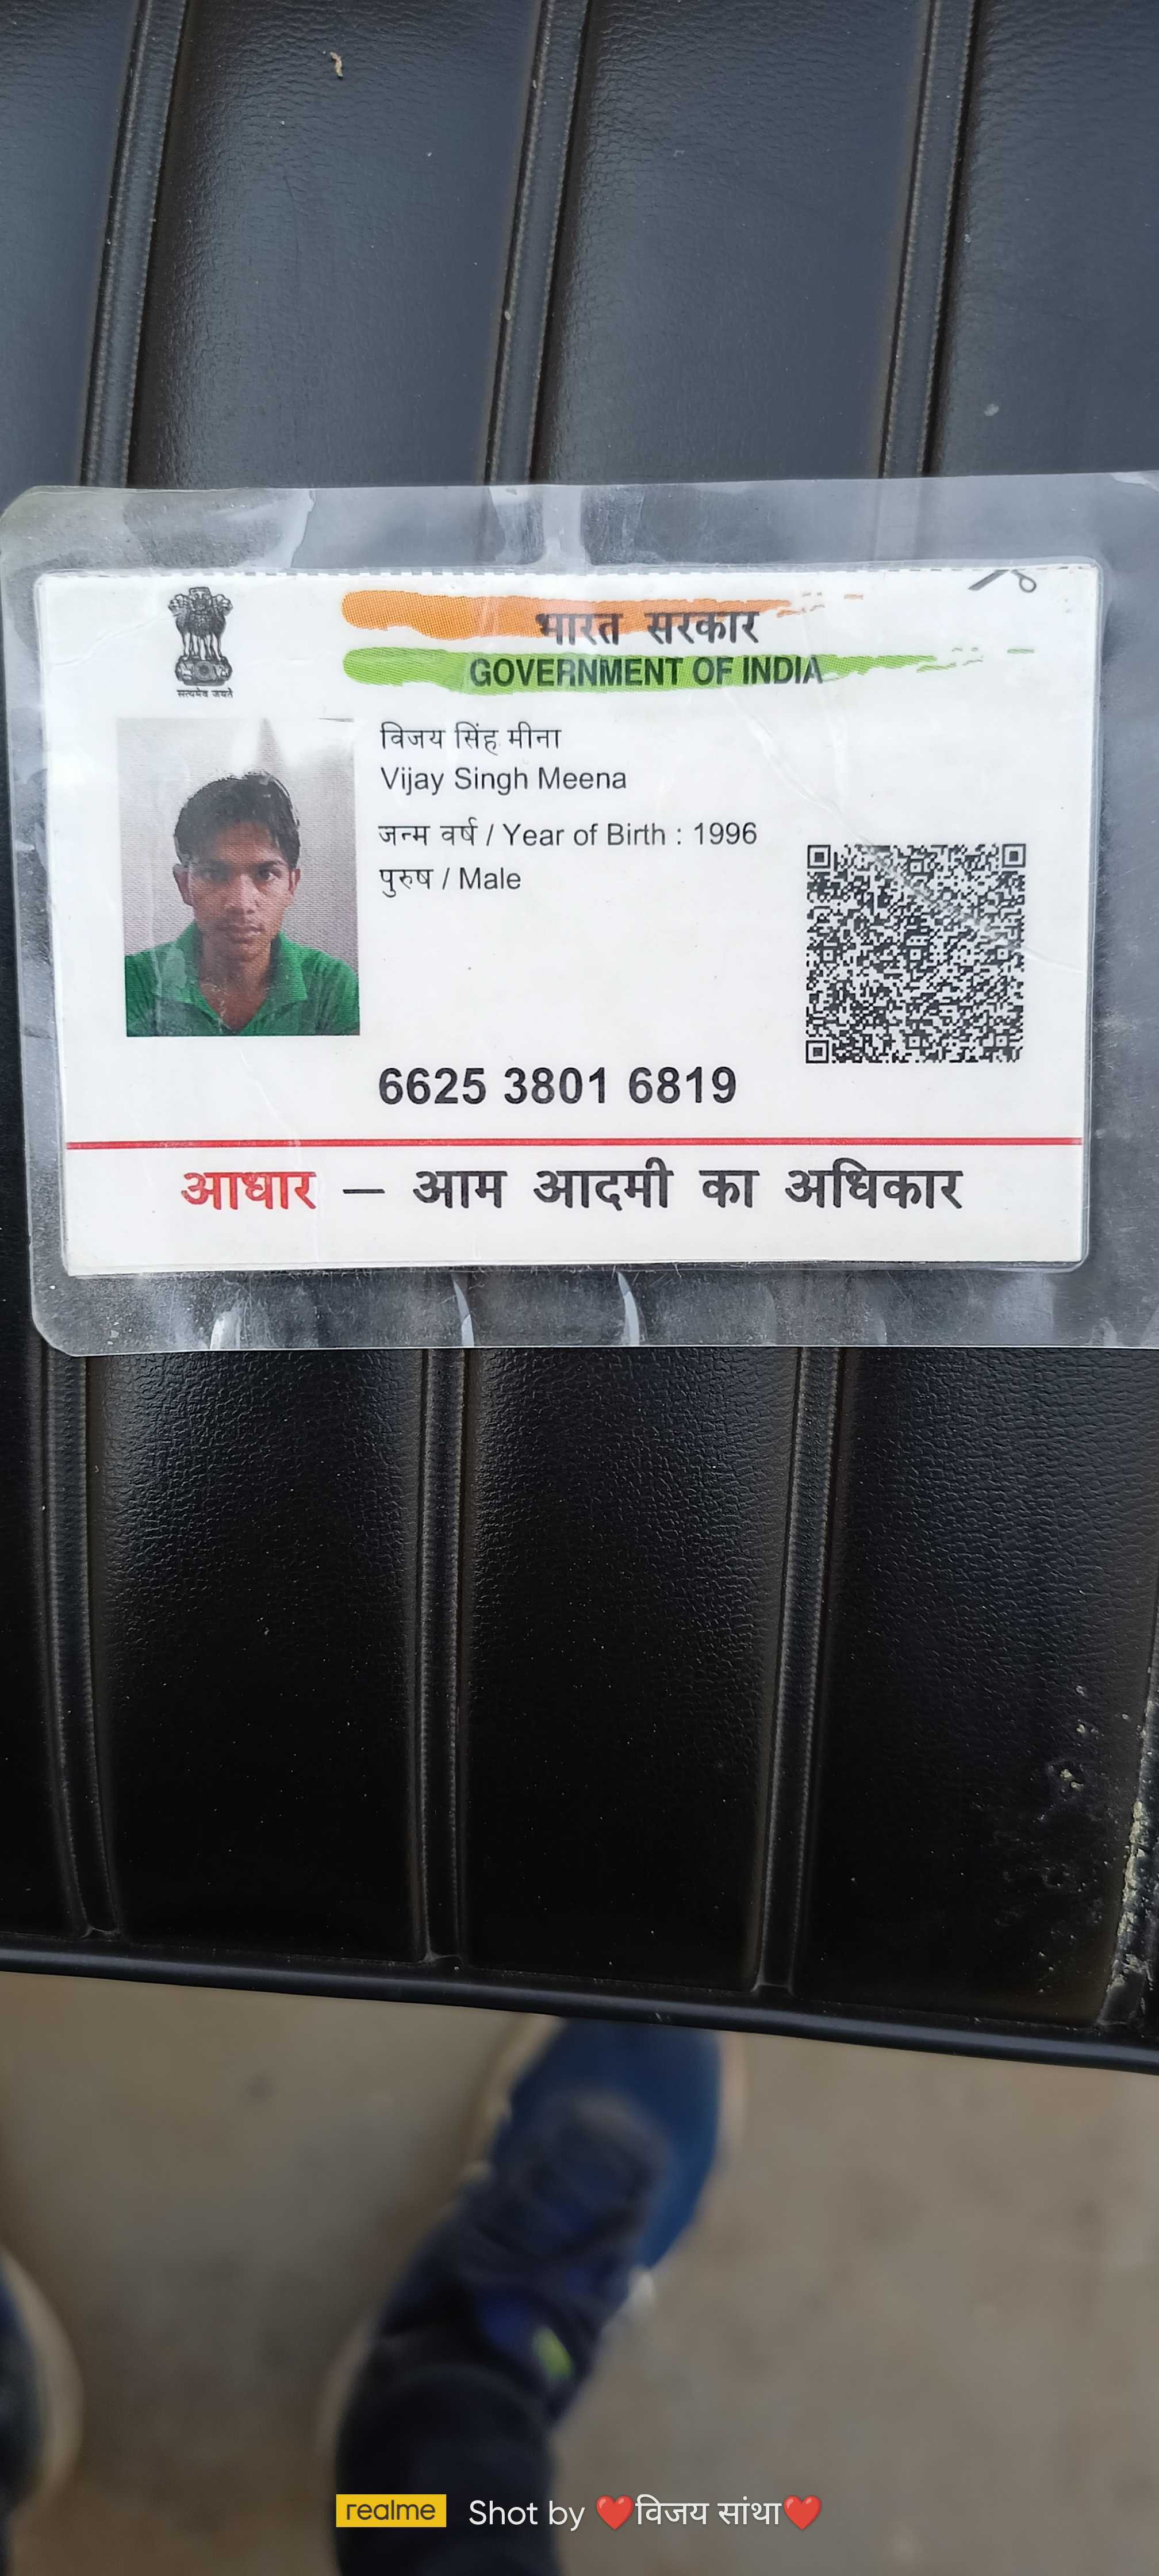 भारत सरकार
GOVERNMENT OF INDIA
सत्यमेव जयते
विजय सिंह मीना
Vijay Singh Meena
जन्म वर्ष / Year of Birth : 1996
पुरुष / Male
6625 3801 6819
आधार — आम आदमी का अधिकार
realme Shot by ❤️विजय सांथा❤️